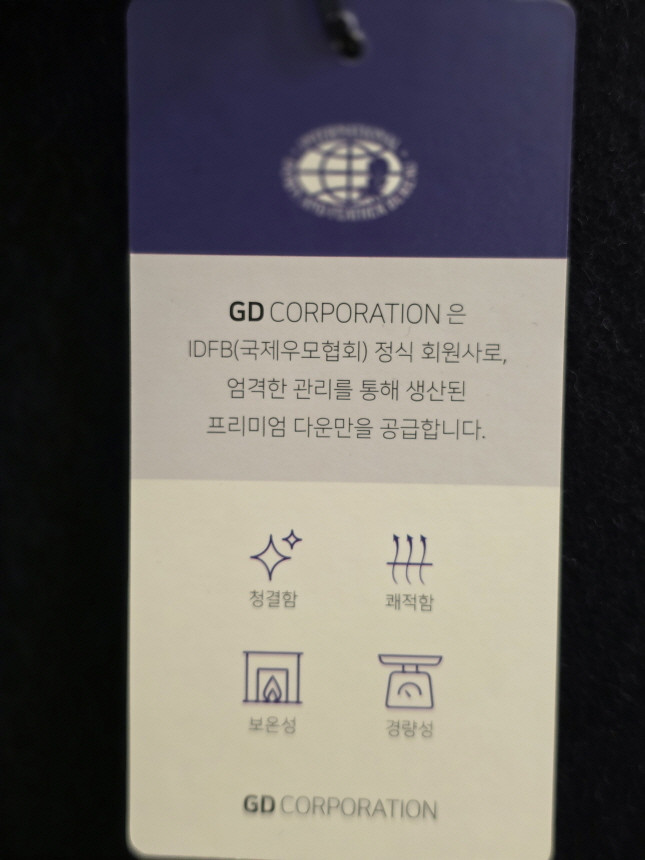 INTERNATIONAL
GD CORPORATION 은
IDFB(국제우모협회) 정식 회원사로,
엄격한 관리를 통해 생산된
프리미엄 다운만을 공급합니다.
청결함
쾌적함
보온성
경량성
GD CORPORATION